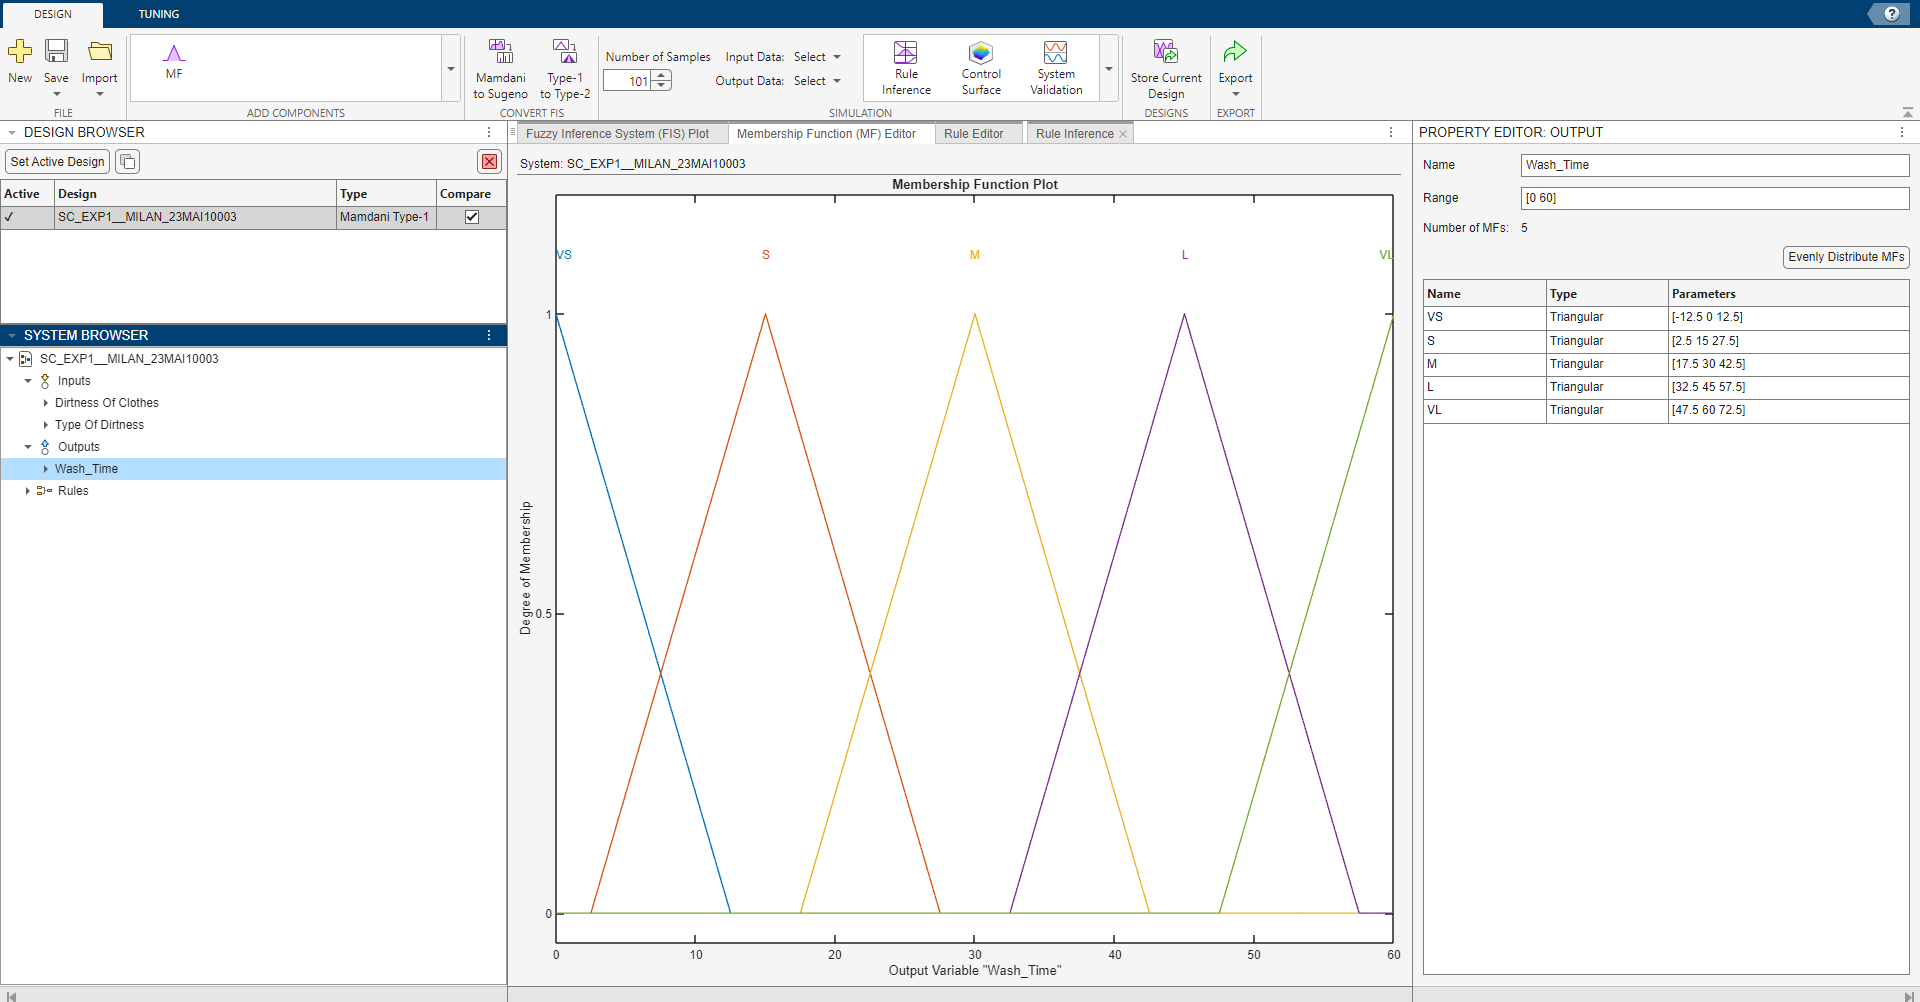 DESIGN TUNING
?
New Save Import
MF
Mamdani to Sugeno
Type-1 to Type-2
Number of Samples 101
Input Data: Select
Output Data: Select
Rule Inference
Control Surface
System Validation
Store Current Design
Export
FILE ADD COMPONENTS CONVERT FIS SIMULATION DESIGNS EXPORT
DESIGN BROWSER
Set Active Design
Active Design Type Compare
SC_EXP1__MILAN_23MAI10003 Mamdani Type-1
SYSTEM BROWSER
SC_EXP1__MILAN_23MAI10003
Inputs
Dirtness Of Clothes
Type Of Dirtness
Outputs
Wash_Time
Rules
Fuzzy Inference System (FIS) Plot Membership Function (MF) Editor Rule Editor Rule Inference
System: SC_EXP1__MILAN_23MAI10003
Membership Function Plot
VS S M L VL
1
0.5
0
Degree of Membership
0 10 20 30 40 50 60
Output Variable "Wash_Time"
PROPERTY EDITOR: OUTPUT
Name Wash_Time
Range [0 60]
Number of MFs: 5
Evenly Distribute MFs
Name Type Parameters
VS Triangular [-12.5 0 12.5]
S Triangular [2.5 15 27.5]
M Triangular [17.5 30 42.5]
L Triangular [32.5 45 57.5]
VL Triangular [47.5 60 72.5]